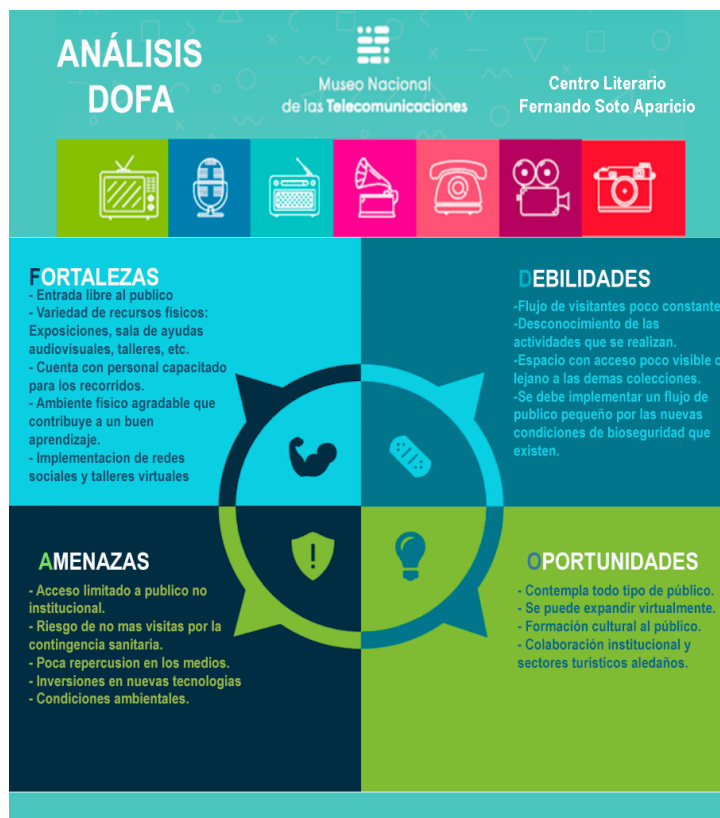 ANÁLISIS
DOFA
Museo Nacional
de las Telecomunicaciones
Centro Literario
Fernando Soto Aparicio
FORTALEZAS
- Entrada libre al publico
- Variedad de recursos físicos:
Exposiciones, sala de ayudas
audiovisuales, talleres, etc.
- Cuenta con personal capacitado
para los recorridos.
- Ambiente físico agradable que
contribuye a un buen
aprendizaje.
- Implementacion de redes
sociales y talleres virtuales
DEBILIDADES
-Flujo de visitantes poco constante
-Desconocimiento de las
actividades que se realizan.
-Espacio con acceso poco visible
lejano a las demas colecciones.
-Se debe implementar un flujo de
publico pequeño por las nuevas
condiciones de bioseguridad que
existen.
AMENAZAS
- Acceso limitado a publico no
institucional.
- Riesgo de no mas visitas por la
contingencia sanitaria.
- Poca repercusion en los medios.
- Inversiones en nuevas tecnologias
- Condiciones ambientales.
OPORTUNIDADES
- Contempla todo tipo de público.
- Se puede expandir virtualmente.
- Formación cultural al público.
- Colaboración institucional y
sectores turisticos aledaños.